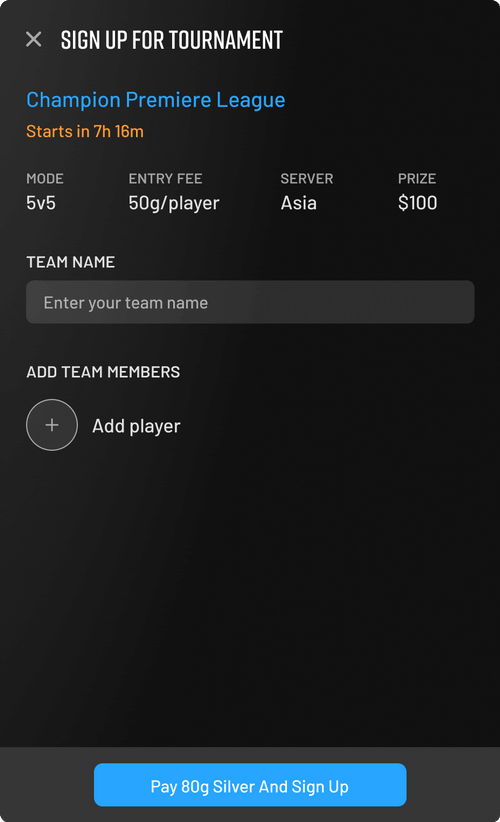 SIGN UP FOR TOURNAMENT
Champion Premiere League
Starts in 7h 16m
MODE ENTRY FEE SERVER PRIZE
5v5 50g/player Asia $100
TEAM NAME
Enter your team name
ADD TEAM MEMBERS
Add player
Pay 80g Silver And Sign Up